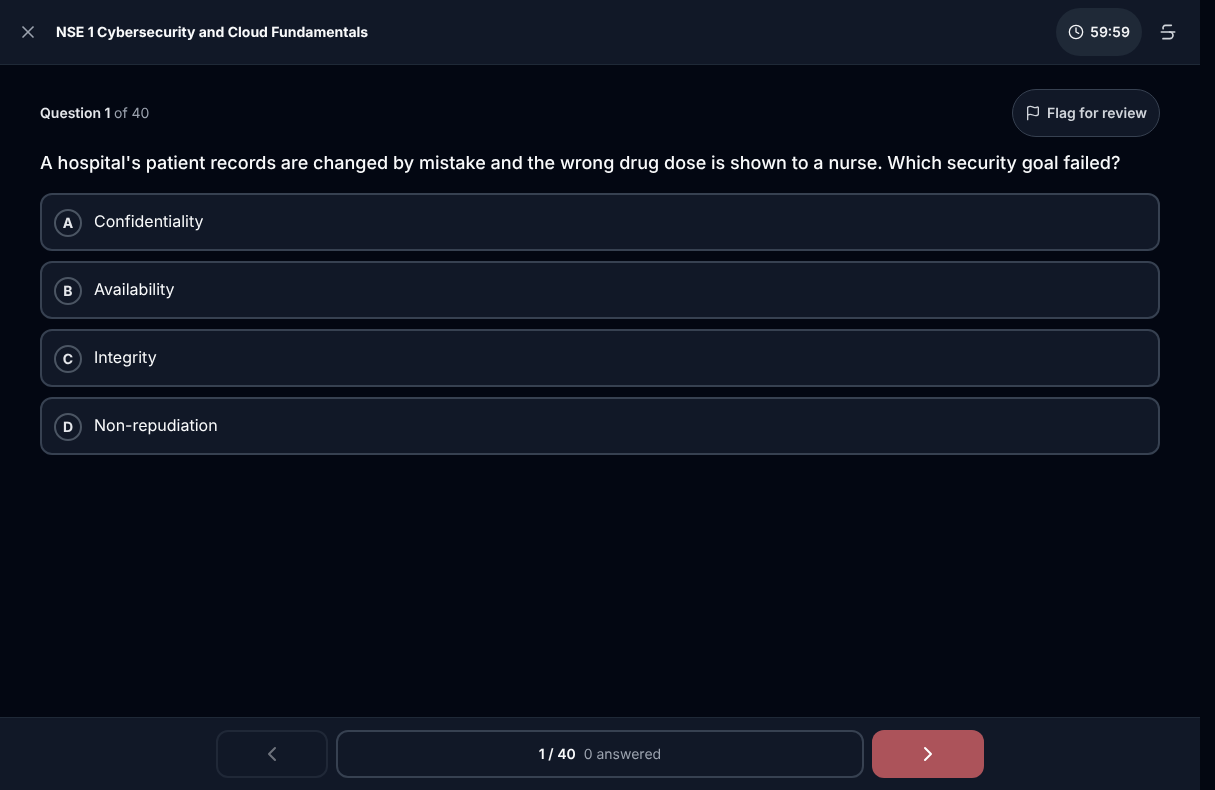 NSE 1 Cybersecurity and Cloud Fundamentals
59:59
Question 1 of 40
Flag for review
A hospital's patient records are changed by mistake and the wrong drug dose is shown to a nurse. Which security goal failed?
A Confidentiality
B Availability
C Integrity
D Non-repudiation
1 / 40 0 answered